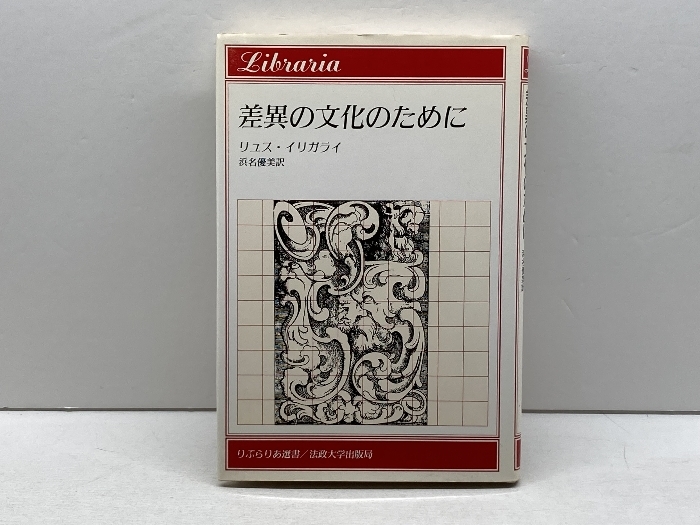 Libraria
差異の文化のために
リュス・イリガライ
浜名優美訳
りぶらりあ選書／法政大学出版局